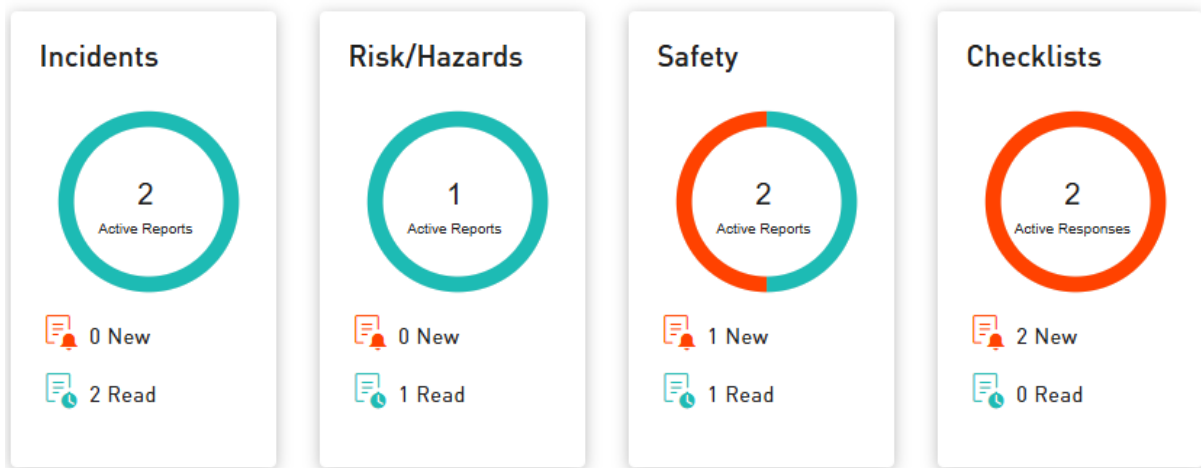 Incidents
2
Active Reports
0 New
2 Read
Risk/Hazards
1
Active Reports
0 New
1 Read
Safety
2
Active Reports
1 New
1 Read
Checklists
2
Active Responses
2 New
0 Read